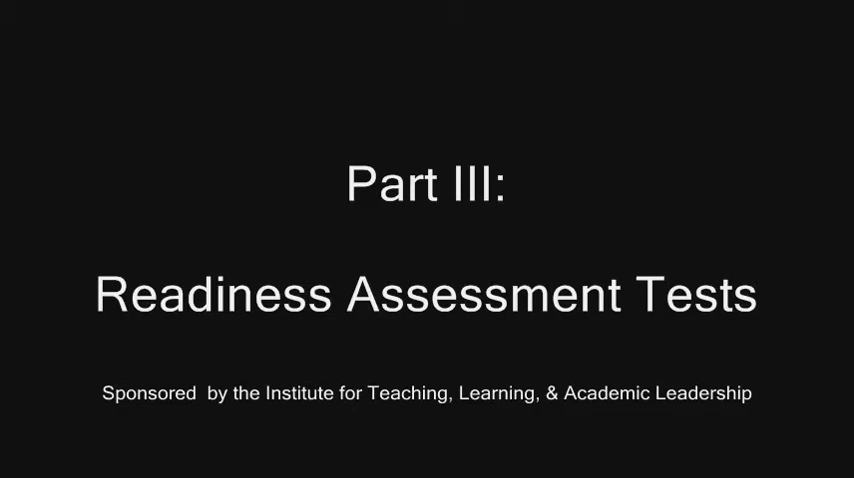 Part III:
Readiness Assessment Tests
Sponsored  by the Institute for Teaching, Learning, & Academic Leadership